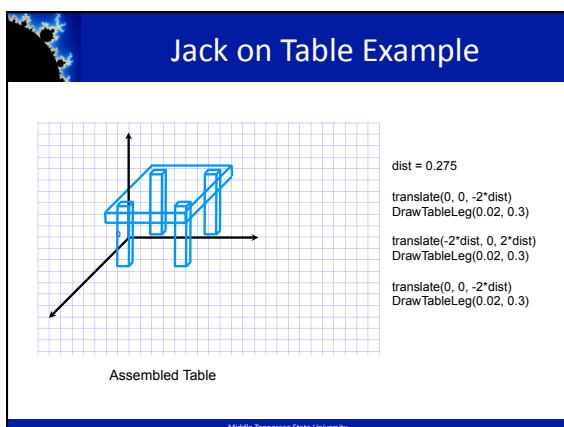 Jack on Table Example
dist = 0.275
translate(0, 0, -2*dist)
DrawTableLeg(0.02, 0.3)
translate(-2*dist, 0, 2*dist)
DrawTableLeg(0.02, 0.3)
translate(0, 0, -2*dist)
DrawTableLeg(0.02, 0.3)
Assembled Table
Middle Tennessee State University